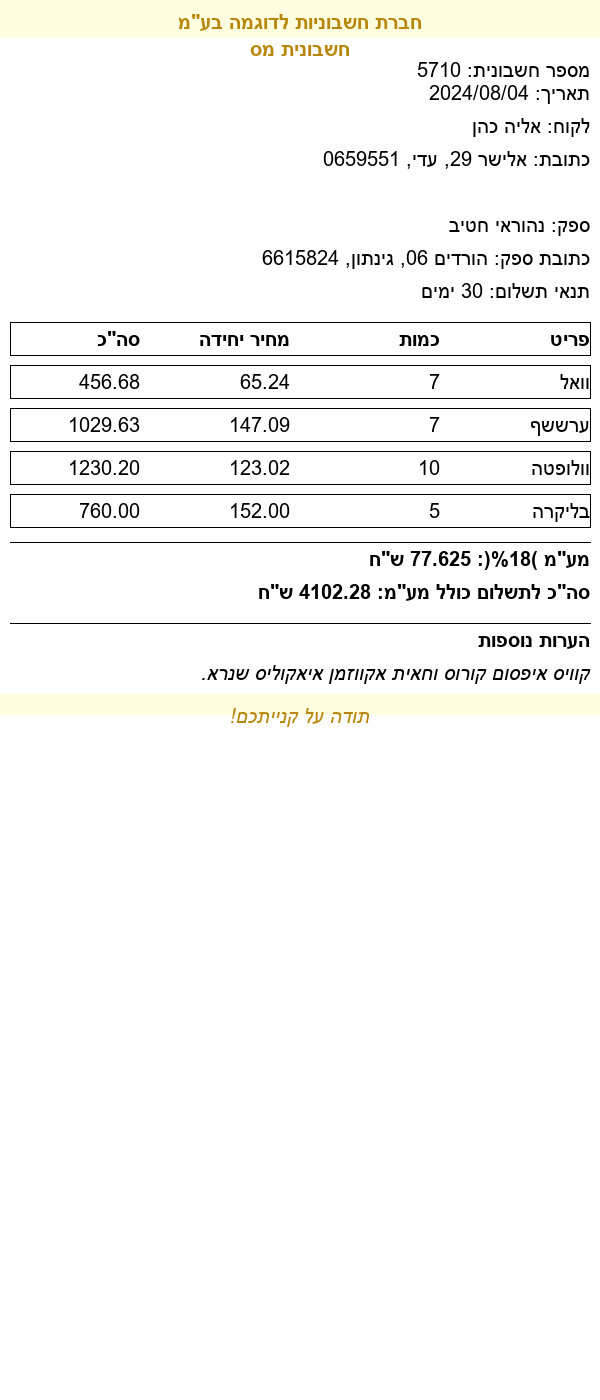 חברת חשבוניות לדוגמה בע"מ
חשבונית מס
מספר חשבונית: 5710
תאריך: 2024/08/04
לקוח: אליה כהן
כתובת: אלישר 29, עדי, 0659551
ספק: נהוראי חטיב
כתובת ספק: הורדים 06, גינתון, 6615824
תנאי תשלום: 30 ימים
פריט כמות מחיר יחידה סה"כ
וואל 7 65.24 456.68
ערששף 7 147.09 1029.63
וולופטה 10 123.02 1230.20
בליקרה 5 152.00 760.00
מע"מ (18%): 77.625 ש"ח
סה"כ לתשלום כולל מע"מ: 4102.28 ש"ח
הערות נוספות
קוויס איפסום קורוס וחאית אקווזמן איאקוליס שנרא.
תודה על קנייתכם!